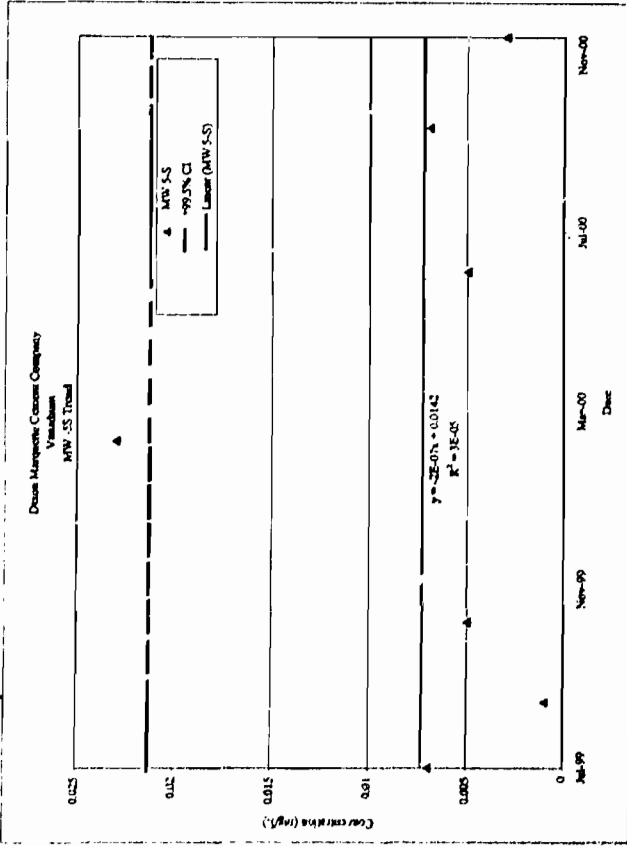 Dixon Marquette Cement Company
Vanadium
MW -5S Trend
MW 5-S
+99.5% CI
Linear (MW 5-S)
0.025
0.02
0.015
0.01
0.005
0
Concentration (mg/L)
y = -2E-07x + 0.0142
R² = 3E-05
Jul-99
Nov-99
Mar-00
Jul-00
Nov-00
Date